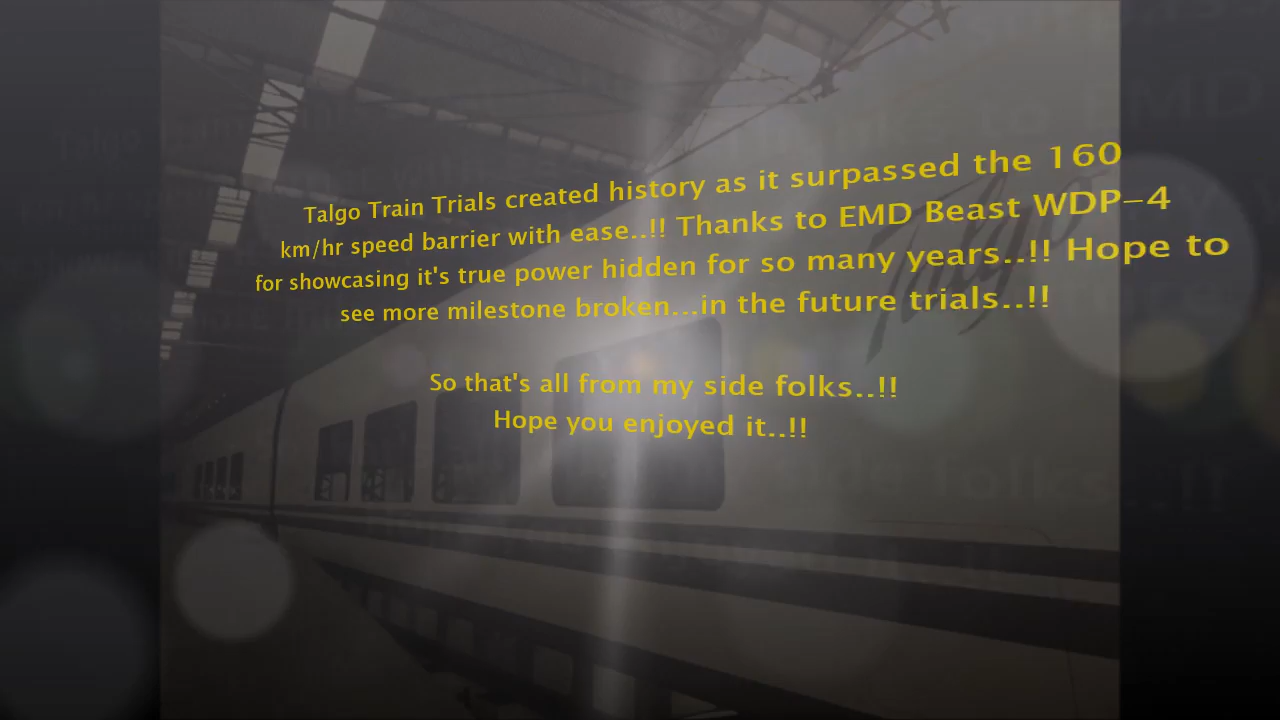 Talgo Train Trials created history as it surpassed the 160
km/hr speed barrier with ease..!! Thanks to EMD Beast WDP-4
for showcasing it's true power hidden for so many years..!! Hope to
see more milestone broken...in the future trials..!!
So that's all from my side folks..!!
Hope you enjoyed it..!!
Talgo